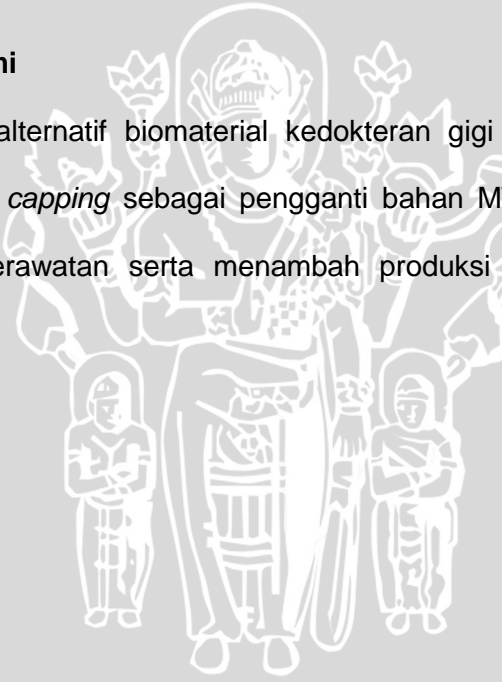 ni
alternatif biomaterial kedokteran gigi
capping sebagai pengganti bahan M
erawatan serta menambah produksi